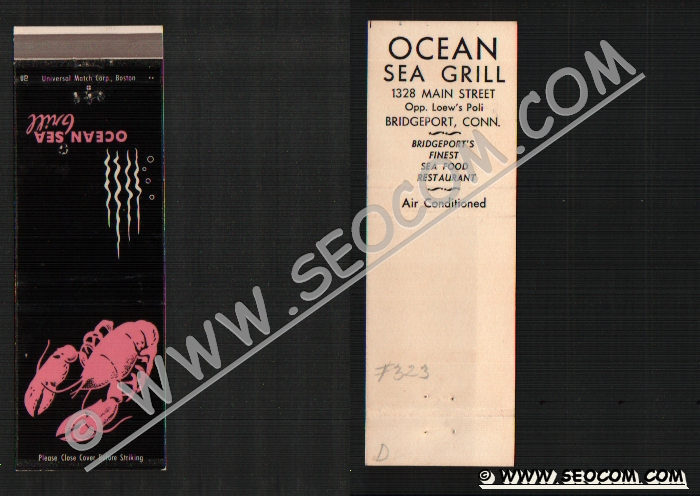 Universal Match Corp., Boston
OCEAN SEA
Grill
Please Close Cover Before Striking
OCEAN
SEA GRILL
1328 MAIN STREET
Opp. Loew's Poli
BRIDGEPORT, CONN.
BRIDGEPORT'S
FINEST
SEA FOOD
RESTAURANT
Air Conditioned
F323
D
© WWW.SEOCOM.COM
© WWW.SEOCOM.COM